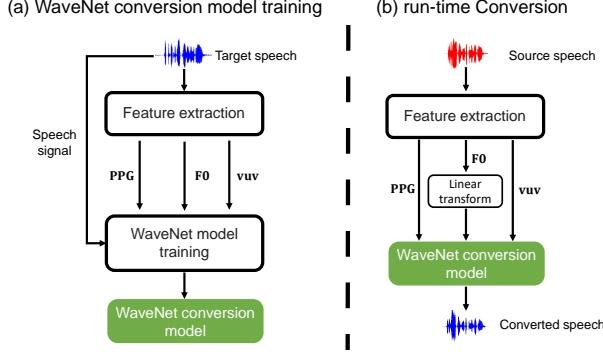 (a) WaveNet conversion model training
Target speech
Feature extraction
Speech
signal
PPG
F0
vuv
WaveNet model
training
WaveNet conversion
model
(b) run-time Conversion
Source speech
Feature extraction
PPG
F0
Linear
transform
vuv
WaveNet conversion
model
Converted speech